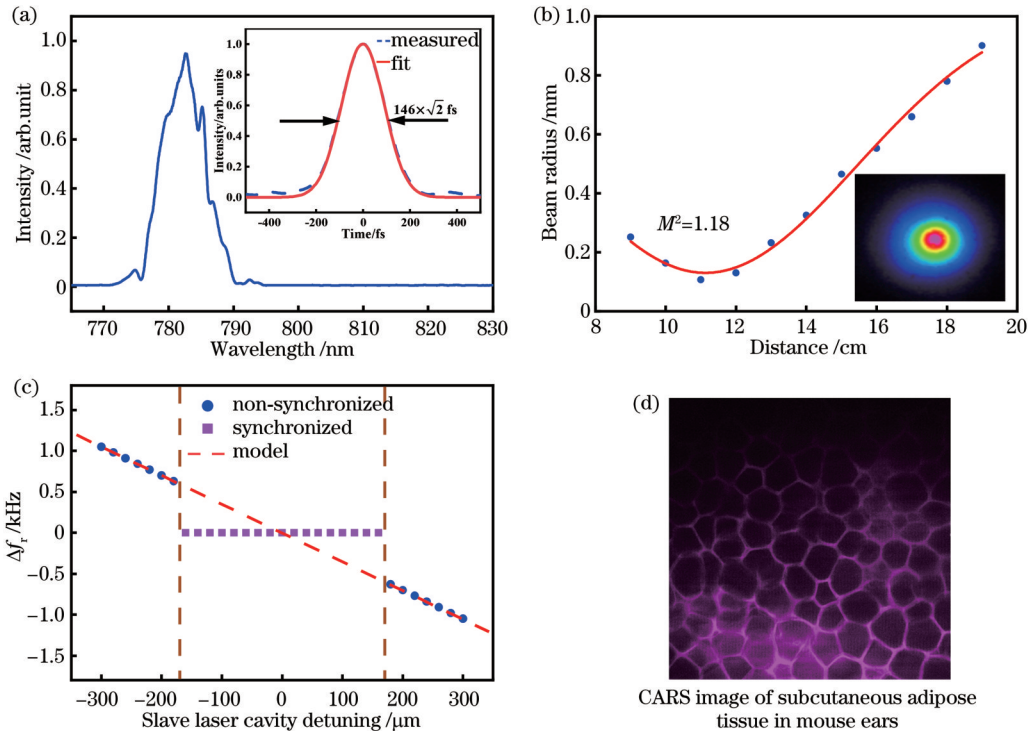 (a)
1.0
0.8
0.6
0.4
0.2
0
Intensity /arb.unit
770
780
790
800
810
820
830
Wavelength /nm
1.0
0.8
0.6
0.4
0.2
0.0
Intensity/arb.units
measured
fit
146×√2 fs
-400
-200
0
200
400
Time/fs
(b)
1.0
0.8
0.6
0.4
0.2
0
Beam radius /mm
M²=1.18
8
10
12
14
16
18
20
Distance /cm
(c)
1.5
1.0
0.5
0
−0.5
−1.0
−1.5
Δfr /kHz
non-synchronized
synchronized
model
−300
−200
−100
0
100
200
300
Slave laser cavity detuning /μm
(d)
CARS image of subcutaneous adipose
tissue in mouse ears